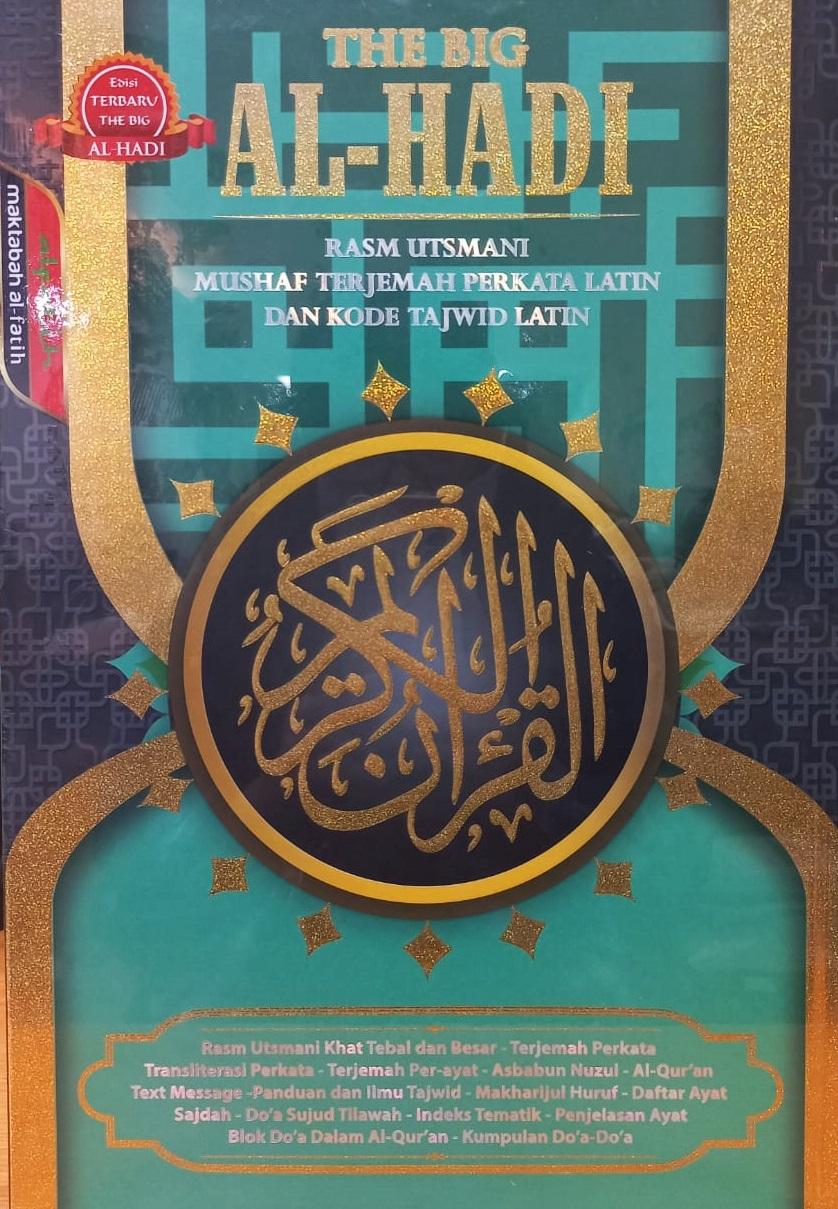 THE BIG
AL-HADI
Edisi
TERBARU
THE BIG
AL-HADI
maktabah al-fatih
RASM UTSMANI
MUSHAF TERJEMAH PERKATA LATIN
DAN KODE TAJWID LATIN
القرآن الكريم
Rasm Utsmani Khat Tebal dan Besar - Terjemah Perkata
Transliterasi Perkata - Terjemah Per-ayat - Asbabun Nuzul - Al-Qur'an
Text Message -Panduan dan Ilmu Tajwid - Makharijul Huruf - Daftar Ayat
Sajdah - Do'a Sujud Tilawah - Indeks Tematik - Penjelasan Ayat
Blok Do'a Dalam Al-Qur'an - Kumpulan Do'a-Do'a